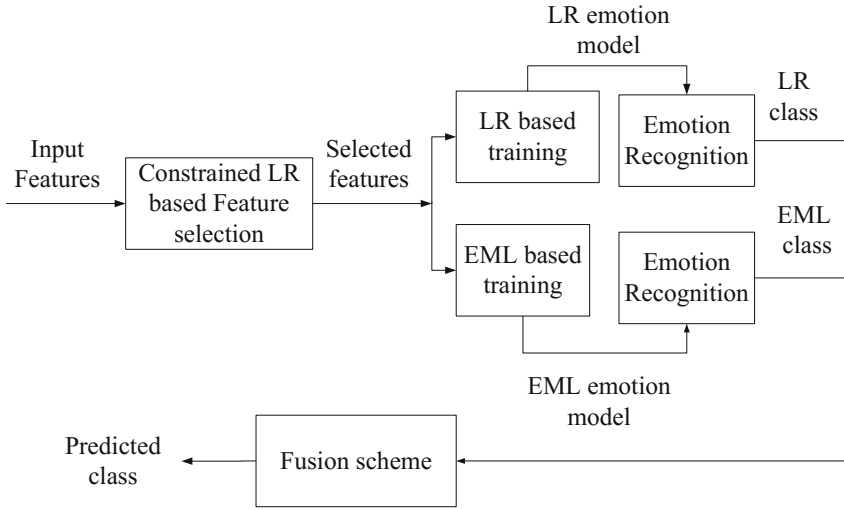 LR emotion
model
Input
Features
Constrained LR
based Feature
selection
Selected
features
LR based
training
Emotion
Recognition
LR
class
EML based
training
Emotion
Recognition
EML
class
EML emotion
model
Predicted
class
Fusion scheme